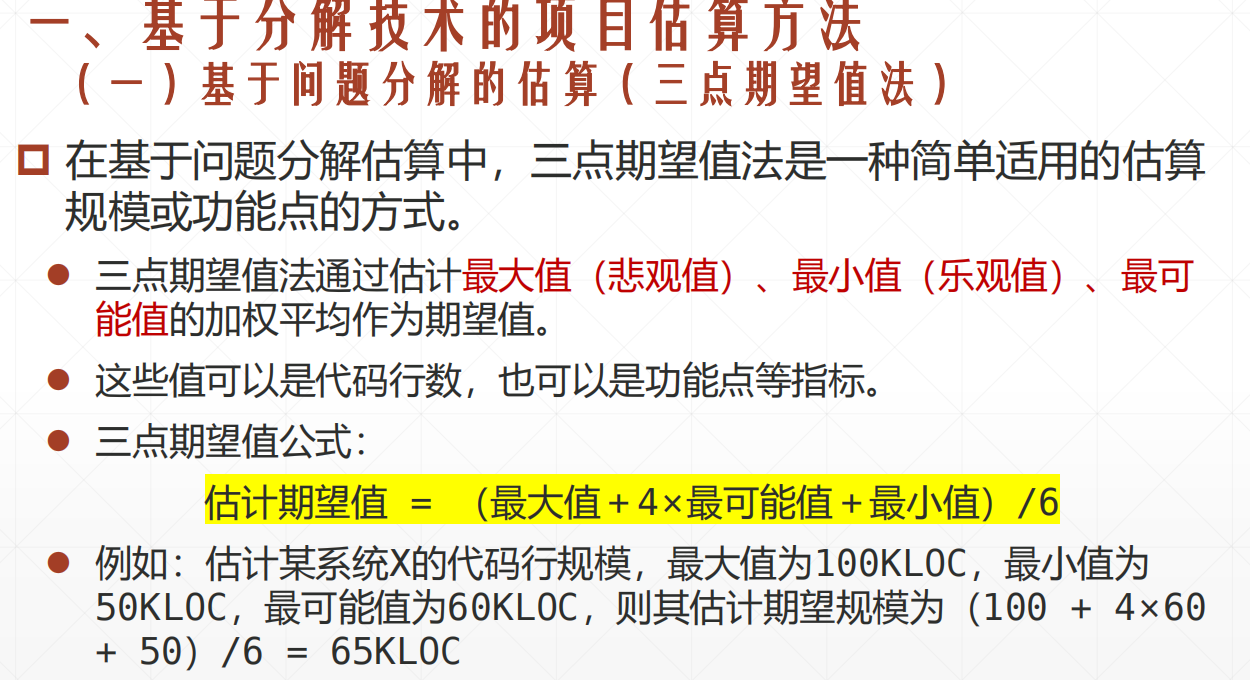 一、基于分解技术的项目估算方法
（一）基于问题分解的估算（三点期望值法）
在基于问题分解估算中，三点期望值法是一种简单适用的估算
规模或功能点的方式。
三点期望值法通过估计最大值（悲观值）、最小值（乐观值）、最可
能值的加权平均作为期望值。
这些值可以是代码行数，也可以是功能点等指标。
三点期望值公式：
估计期望值 = （最大值+4×最可能值+最小值）/6
例如：估计某系统X的代码行规模，最大值为100KLOC，最小值为
50KLOC，最可能值为60KLOC，则其估计期望规模为（100 + 4×60
+ 50）/6 = 65KLOC